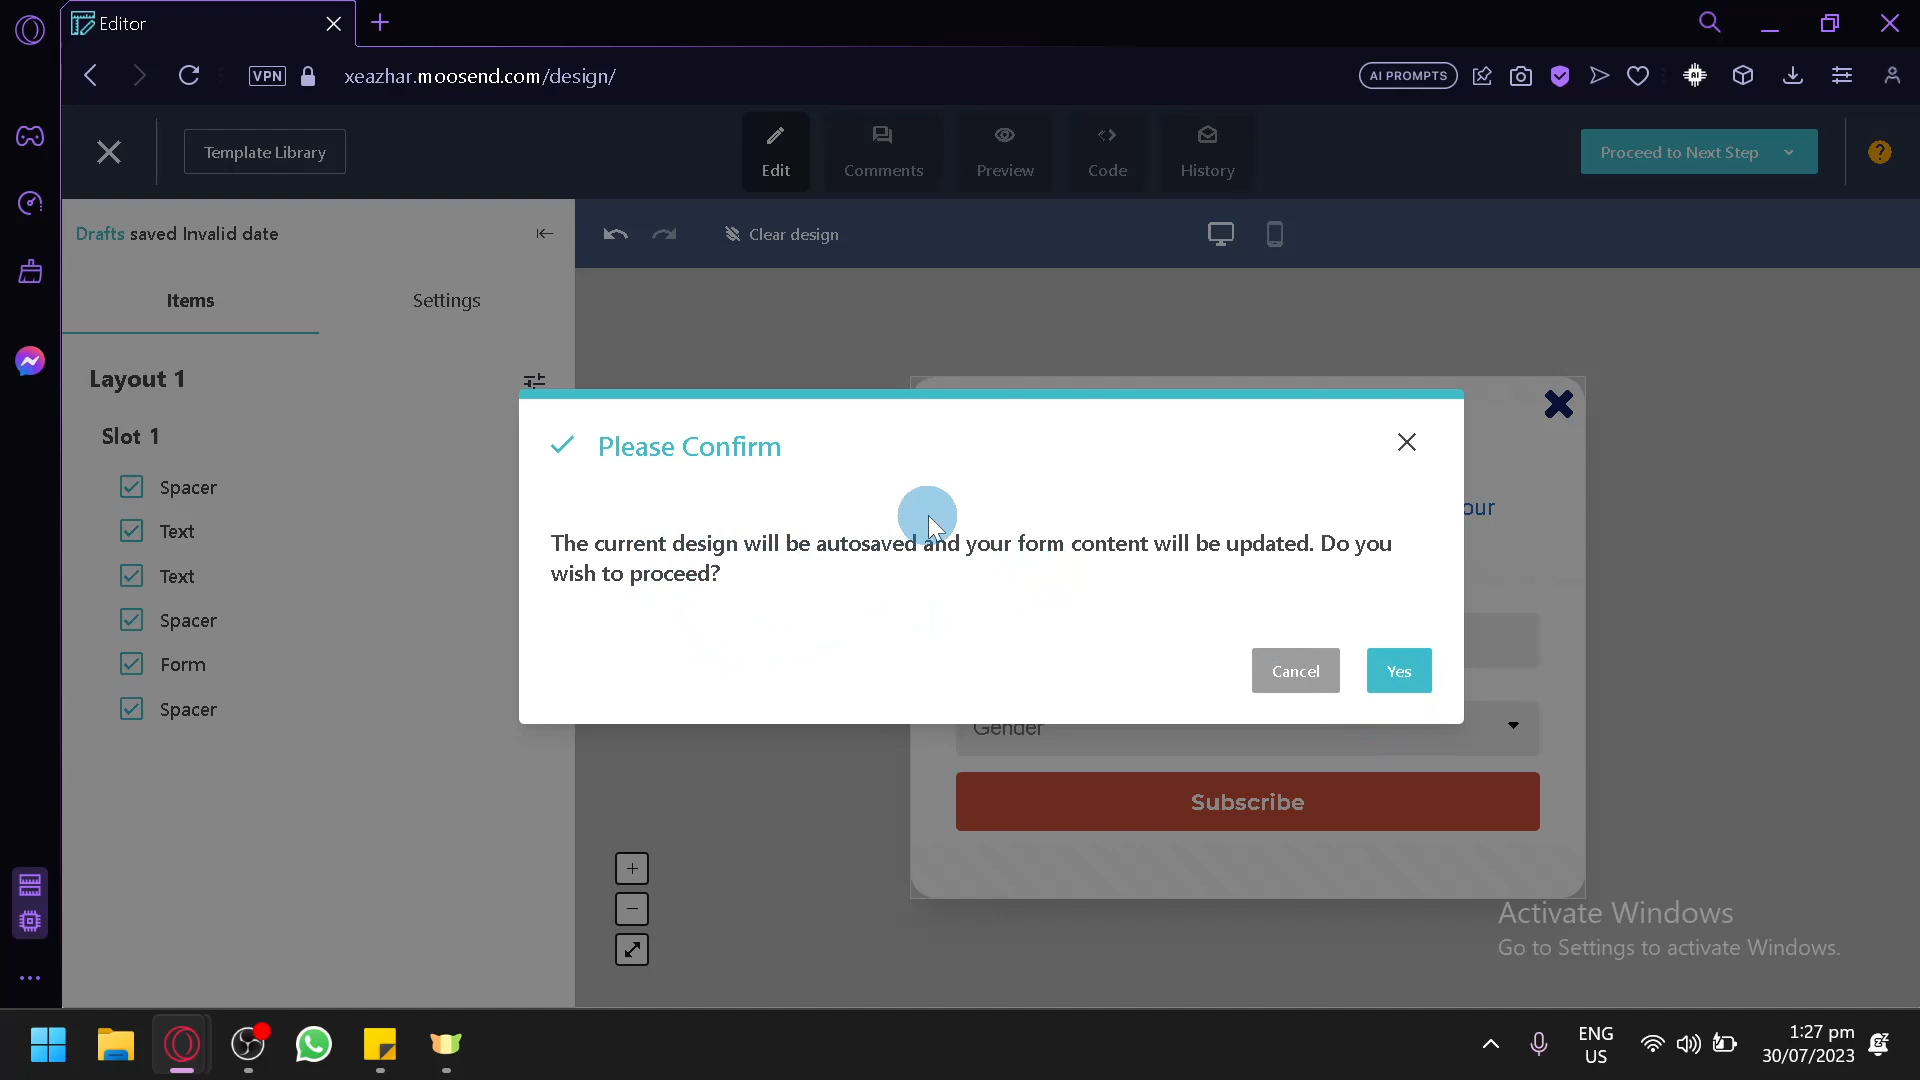 Editor
VPN
xeazhar.moosend.com/design/
AI PROMPTS
Template Library
Edit
Comments
Preview
Code
History
Proceed to Next Step
?
Drafts saved Invalid date
Clear design
Items
Settings
Layout 1
Slot 1
Spacer
Text
Text
Spacer
Form
Spacer
Please Confirm
The current design will be autosaved and your form content will be updated. Do you
wish to proceed?
Cancel
Yes
our
Gender
Subscribe
Activate Windows
Go to Settings to activate Windows.
ENG
US
1:27 pm
30/07/2023